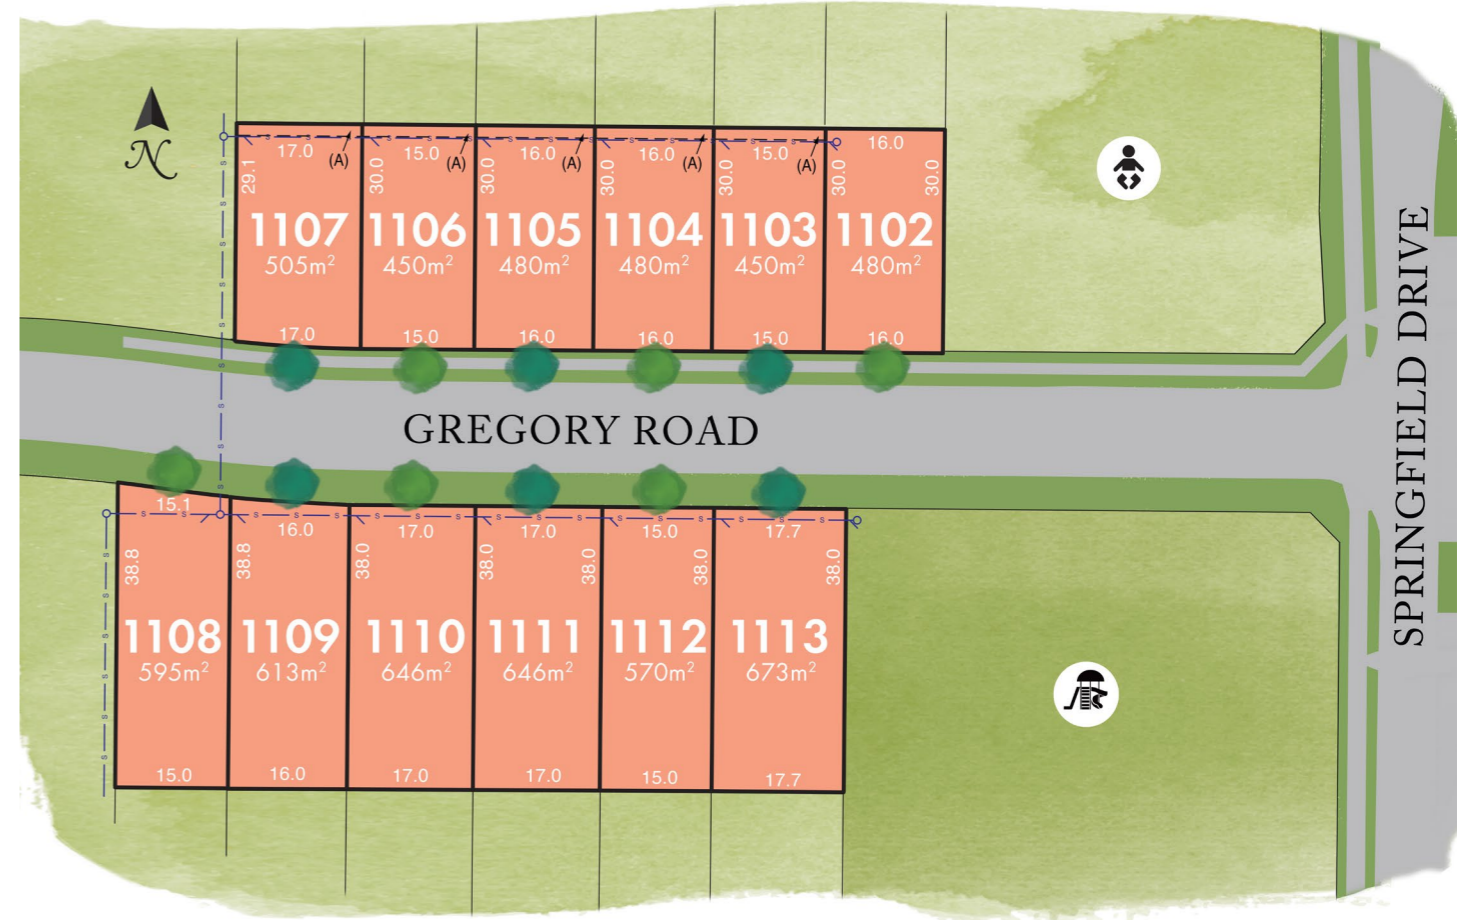 N
17.0 15.0 16.0 16.0 15.0 16.0
(A) (A) (A) (A) (A)
29.1 30.0 30.0 30.0 30.0 30.0 30.0
1107 1106 1105 1104 1103 1102
505m² 450m² 480m² 480m² 450m² 480m²
17.0 15.0 16.0 16.0 15.0 16.0
GREGORY ROAD
SPRINGFIELD DRIVE
15.1 16.0 17.0 17.0 15.0 17.7
38.8 38.8 38.0 38.0 38.0 38.0 38.0
1108 1109 1110 1111 1112 1113
595m² 613m² 646m² 646m² 570m² 673m²
15.0 16.0 17.0 17.0 15.0 17.7